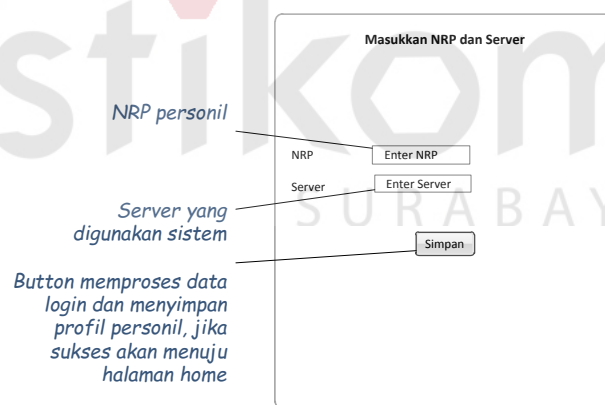 stikom
SURABAY
Masukkan NRP dan Server
NRP personil
NRP
Enter NRP
Server
Enter Server
Server yang
digunakan sistem
Simpan
Button memproses data
login dan menyimpan
profil personil, jika
sukses akan menuju
halaman home